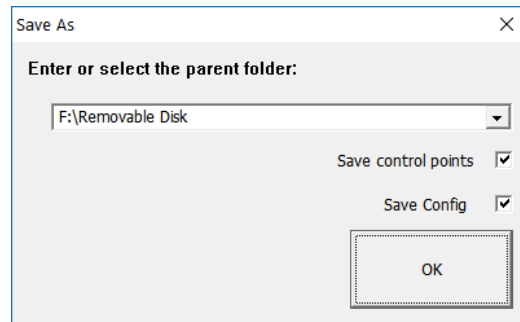 Save As
Enter or select the parent folder:
F:\Removable Disk
Save control points
Save Config
OK